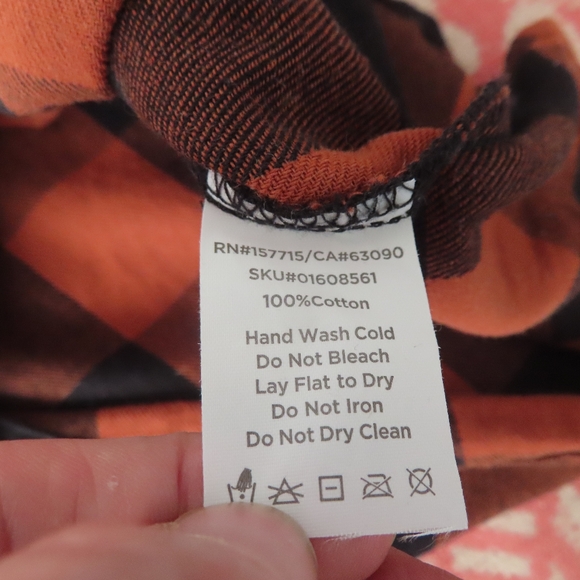 RN#157715/CA#63090
SKU#01608561
100%Cotton
Hand Wash Cold
Do Not Bleach
Lay Flat to Dry
Do Not Iron
Do Not Dry Clean